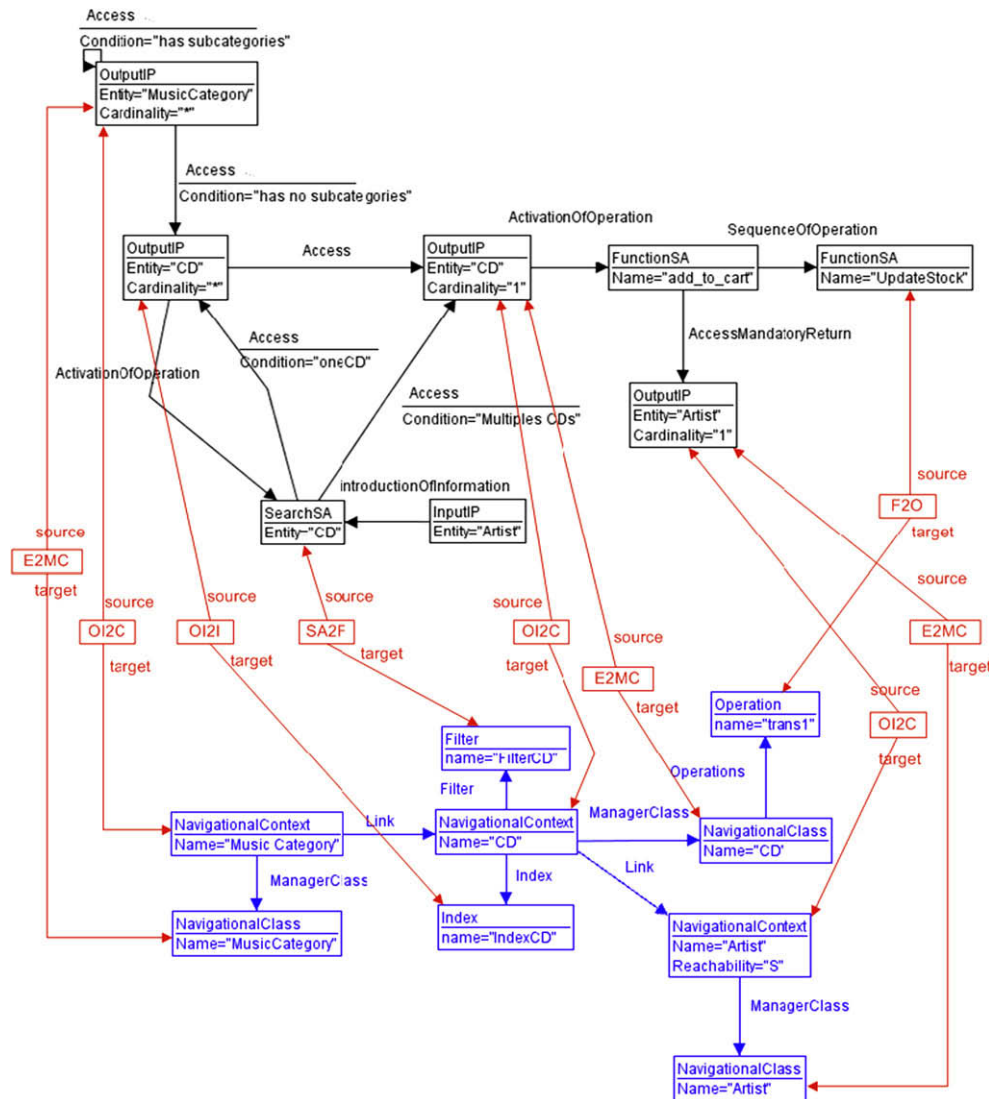 Access
Condition="has subcategories"
OutputIP
Entity="MusicCategory"
Cardinality="*"
Access
Condition="has no subcategories"
ActivationOfOperation
SequenceOfOperation
OutputIP
Entity="CD"
Cardinality="*"
Access
OutputIP
Entity="CD"
Cardinality="1"
FunctionSA
Name="add_to_cart"
FunctionSA
Name="UpdateStock"
Access
Condition="oneCD"
AccessMandatoryReturn
ActivationOfOperation
Access
Condition="Multiples CDs"
OutputIP
Entity="Artist"
Cardinality="1"
introductionOfInformation
SearchSA
Entity="CD"
InputIP
Entity="Artist"
source
F2O
target
source
E2MC
target
source
OI2C
target
source
OI2I
target
source
SA2F
target
source
OI2C
target
source
E2MC
target
source
E2MC
target
source
OI2C
target
Operation
name="trans1"
Filter
name="FilterCD"
Filter
Operations
NavigationalContext
Name="Music Category"
Link
NavigationalContext
Name="CD"
ManagerClass
NavigationalClass
Name="CD'
ManagerClass
Index
Link
NavigationalClass
Name="MusicCategory"
Index
name="IndexCD"
NavigationalContext
Name="Artist"
Reachability="S"
ManagerClass
NavigationalClass
Name="Artist"